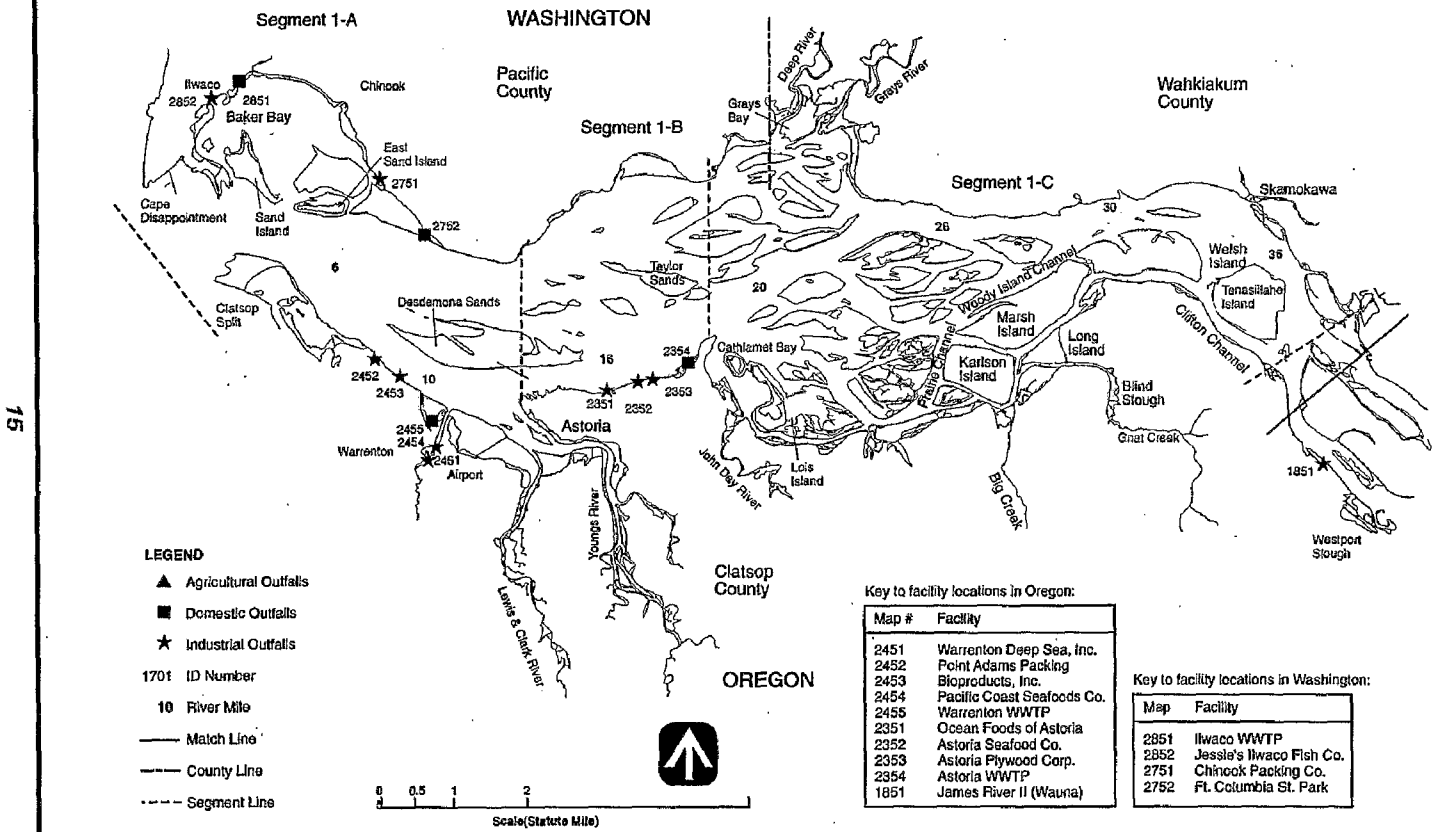 Segment 1-A
WASHINGTON
Pacific
County
Segment 1-B
Wahkiakum
County
Segment 1-C
Chinook
Ilwaco
2852
2851
Baker Bay
East
Sand Island
2751
2752
Cape
Disappointment
Sand
Island
Deep River
Grays River
Grays
Bay
Skamokawa
30
26
35
Welsh
Island
Tenasillahe
Island
Woody Island Channel
Marsh
Island
Clifton Channel
6
Taylor
Sands
20
Desdemona Sands
Clatsop
Split
16
2354
Cathlamet Bay
Prairie Channel
Karlson
Island
Long
Island
2452
10
2453
2351
2352
2353
Blind
Slough
Gnat Creek
2455
2454
Warrenton
2461
Airport
Astoria
John Day River
Lois
Island
Big Creek
1851
Westport
Slough
Youngs River
Lewis & Clark River
Clatsop
County
OREGON
15
LEGEND
Agricultural Outfalls
Domestic Outfalls
Industrial Outfalls
1701 ID Number
10 River Mile
Match Line
County Line
Segment Line
0 0.5 1 2
Scale(Statute Mile)
Key to facility locations in Oregon:
Map # Facility
2451 Warrenton Deep Sea, Inc.
2452 Point Adams Packing
2453 Bioproducts, Inc.
2454 Pacific Coast Seafoods Co.
2455 Warrenton WWTP
2351 Ocean Foods of Astoria
2352 Astoria Seafood Co.
2353 Astoria Plywood Corp.
2354 Astoria WWTP
1851 James River II (Wauna)
Key to facility locations in Washington:
Map Facility
2851 Ilwaco WWTP
2852 Jessie's Ilwaco Fish Co.
2751 Chinook Packing Co.
2752 Ft. Columbia St. Park